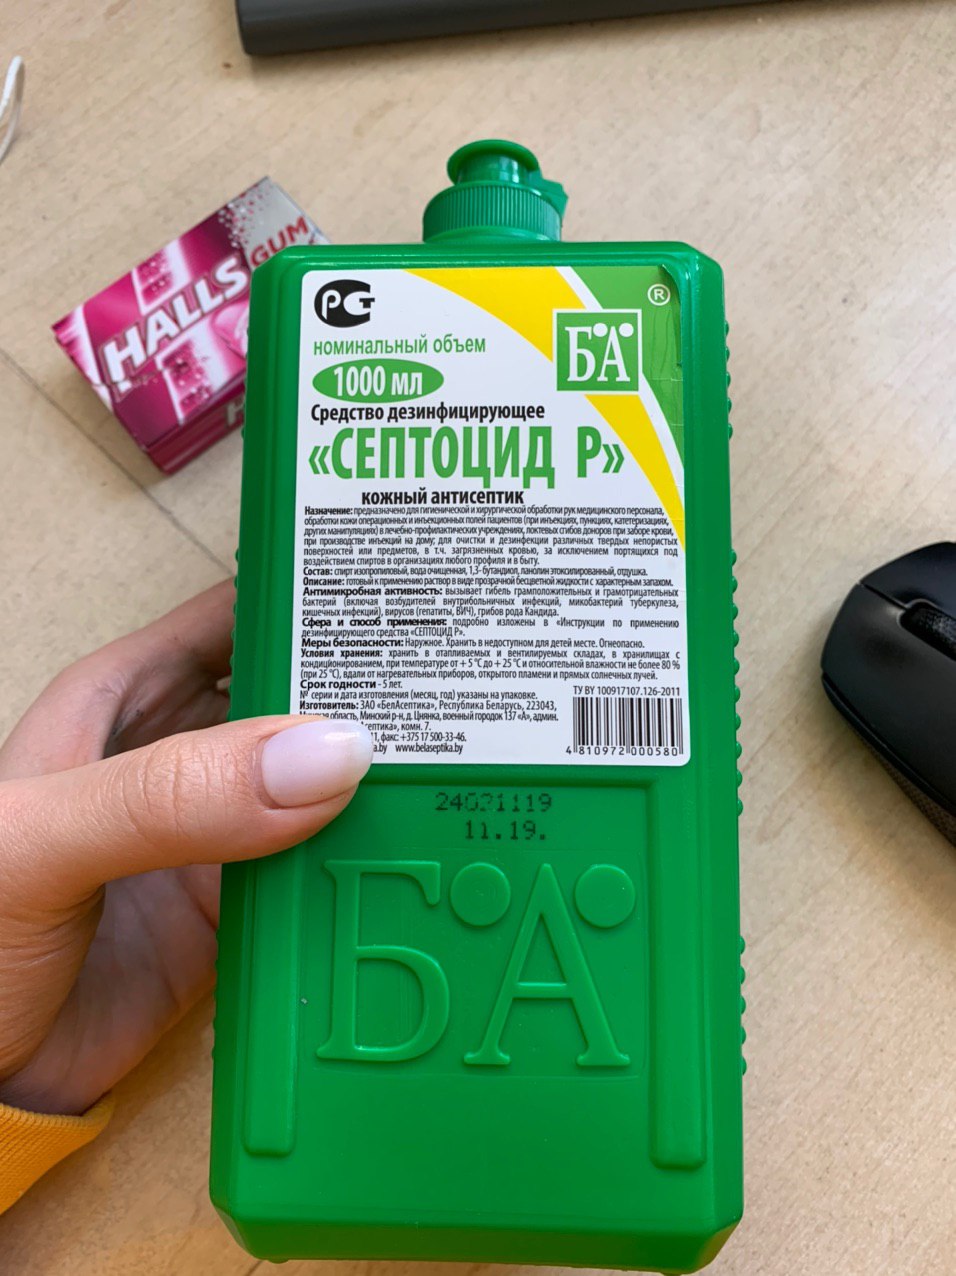 HALLS
GUM
РСТ
®
БА
номинальный объем
1000 мл
Средство дезинфицирующее
«СЕПТОЦИД Р»
кожный антисептик
Назначение: предназначено для гигиенической и хирургической обработки рук медицинского персонала,
обработки кожи операционных и инъекционных полей пациентов (при инъекциях, пункциях, катетеризациях,
других манипуляциях) в лечебно-профилактических учреждениях, локтевых сгибов доноров при заборе крови,
при производстве инъекций на дому; для очистки и дезинфекции различных твердых непористых
поверхностей или предметов, в т.ч. загрязненных кровью, за исключением портящихся под
воздействием спиртов в организациях любого профиля и в быту.
Состав: спирт изопропиловый, вода очищенная, 1,3- бутандиол, ланолин этоксилированный, отдушка.
Описание: готовый к применению раствор в виде прозрачной бесцветной жидкости с характерным запахом.
Антимикробная активность: вызывает гибель грамположительных и грамотрицательных
бактерий (включая возбудителей внутрибольничных инфекций, микобактерий туберкулеза,
кишечных инфекций), вирусов (гепатиты, ВИЧ), грибов рода Кандида.
Сфера и способ применения: подробно изложены в «Инструкции по применению
дезинфицирующего средства «СЕПТОЦИД Р».
Меры безопасности: Наружное. Хранить в недоступном для детей месте. Огнеопасно.
Условия хранения: хранить в отапливаемых и вентилируемых складах, в хранилищах с
кондиционированием, при температуре от + 5 °С до + 25 °С и относительной влажности не более 80 %
(при 25 °С), вдали от нагревательных приборов, открытого пламени и прямых солнечных лучей.
Срок годности - 5 лет.
№ серии и дата изготовления (месяц, год) указаны на упаковке.
Изготовитель: ЗАО «БелАсептика», Республика Беларусь, 223043,
область, Минский р-н, д. Цнянка, военный городок 137 «А», админ.
комн. 7.
факс: +375 17 500-33-46.
www.belaseptika.by
ТУ BY 100917107.126-2011
4 810972 000580
24031119
11.19.
БА